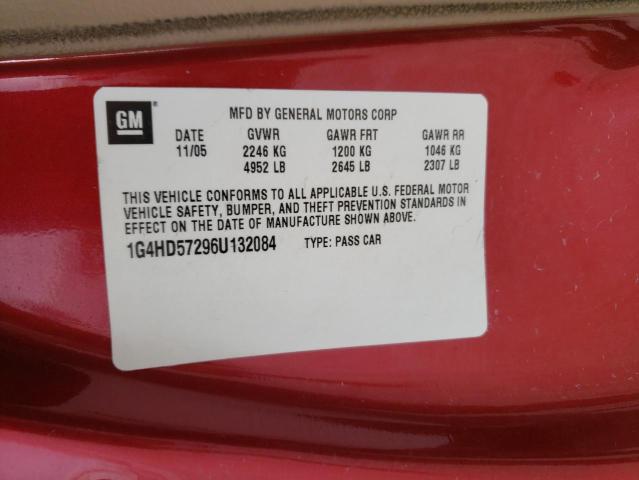 GM
MFD BY GENERAL MOTORS CORP
DATE GVWR GAWR FRT GAWR RR
11/05 2246 KG 1200 KG 1046 KG
4952 LB 2645 LB 2307 LB
THIS VEHICLE CONFORMS TO ALL APPLICABLE U.S. FEDERAL MOTOR
VEHICLE SAFETY, BUMPER, AND THEFT PREVENTION STANDARDS IN
EFFECT ON THE DATE OF MANUFACTURE SHOWN ABOVE.
1G4HD57296U132084 TYPE: PASS CAR